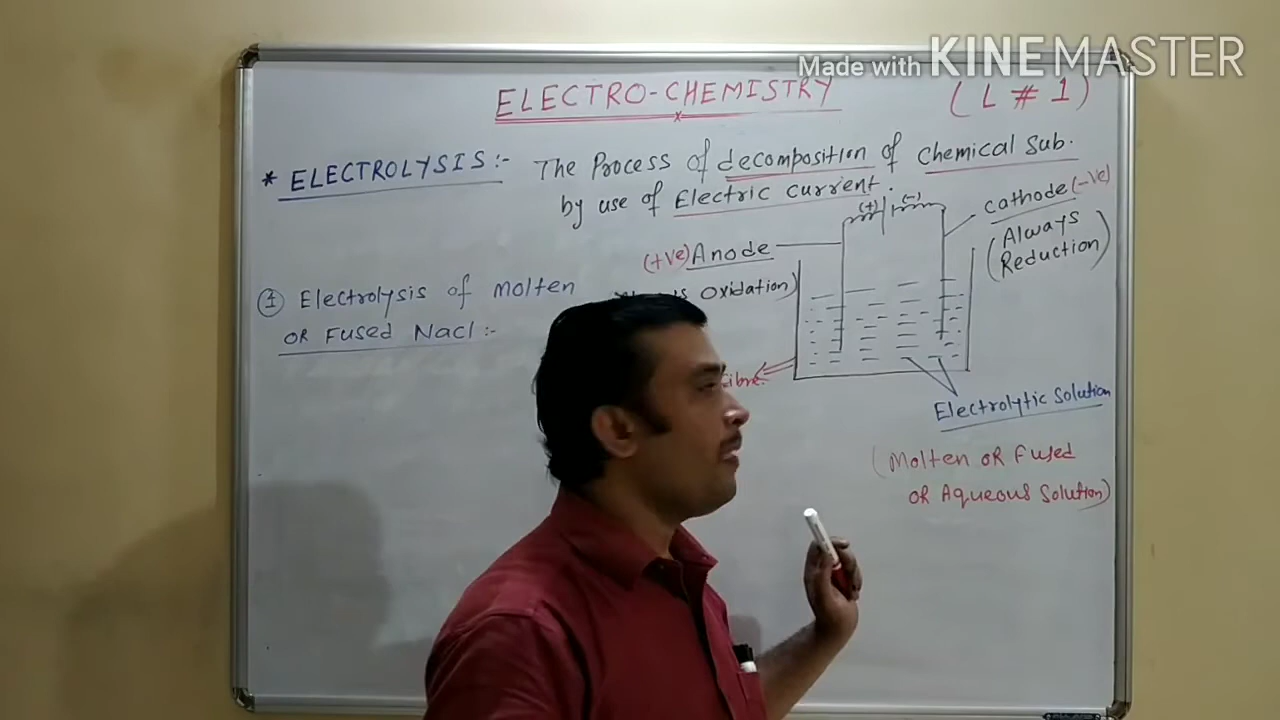 Made with KINEMASTER
ELECTRO-CHEMISTRY (L # 1)
* ELECTROLYSIS:- The Process of decomposition of chemical Sub.
by use of Electric current.
(+) (-)
cathode (-ve)
(Always
Reduction)
(+ve) Anode
Oxidation)
① Electrolysis of molten
OR Fused Nacl:-
Electrolytic Solution
(Molten OR Fused
OR Aqueous Solution)